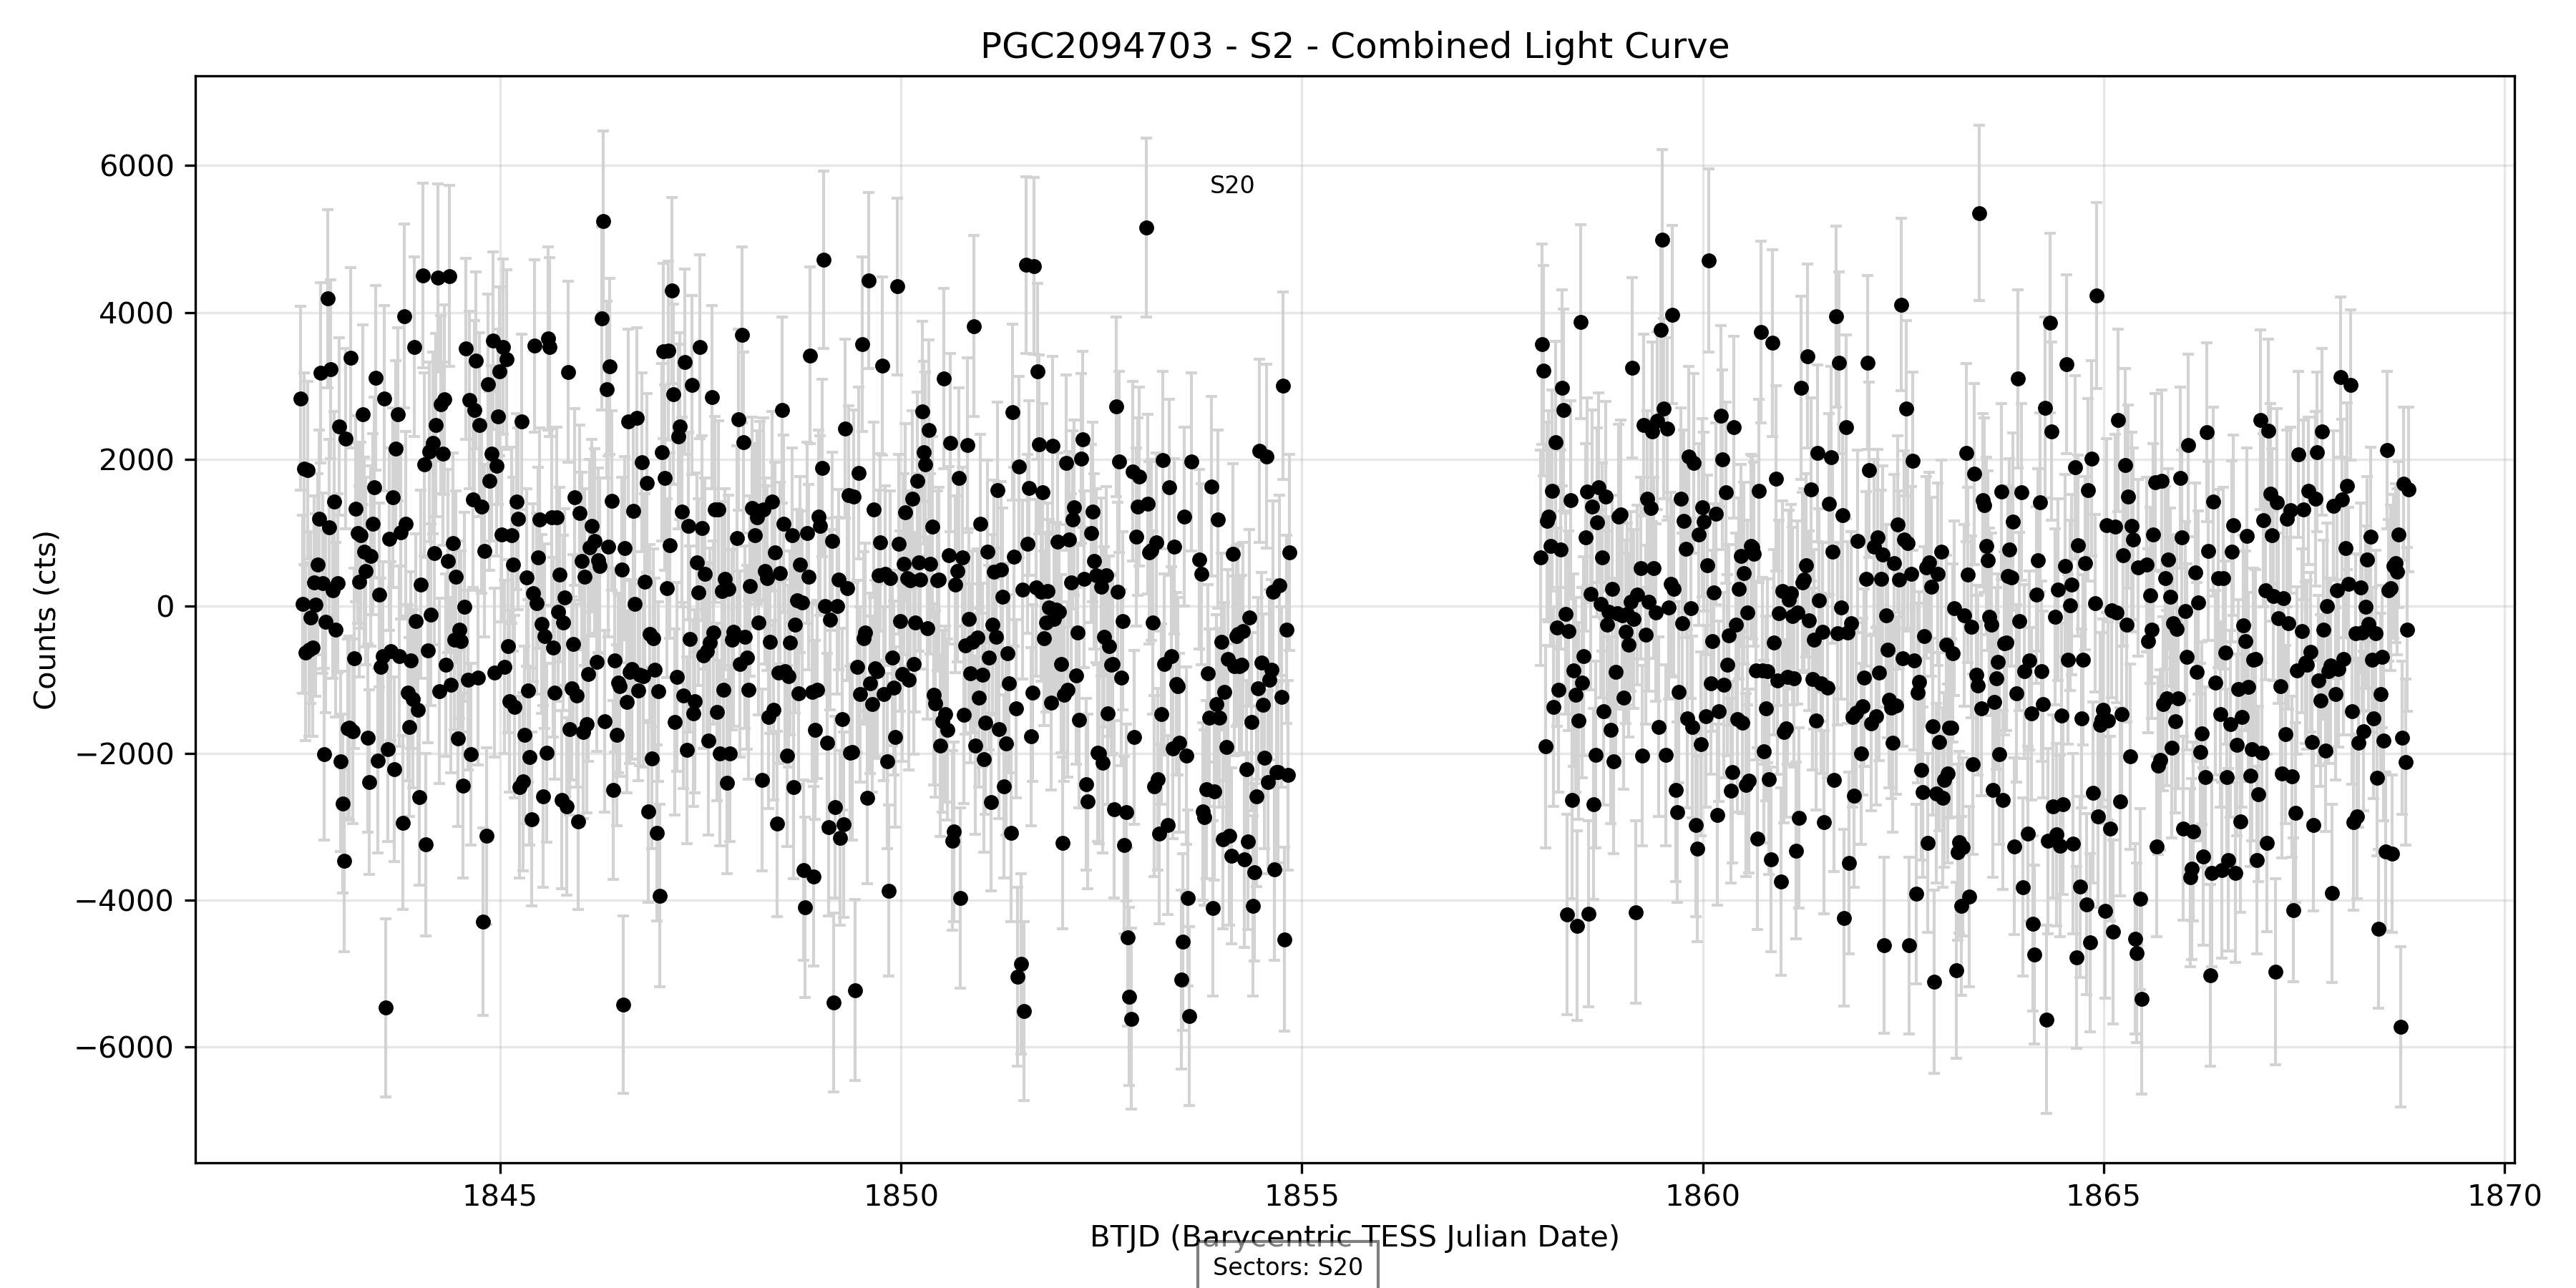 PGC2094703 - S2 - Combined Light Curve
S20
6000
4000
2000
0
−2000
−4000
−6000
Counts (cts)
1845
1850
1855
1860
1865
1870
BTJD (Barycentric TESS Julian Date)
Sectors: S20